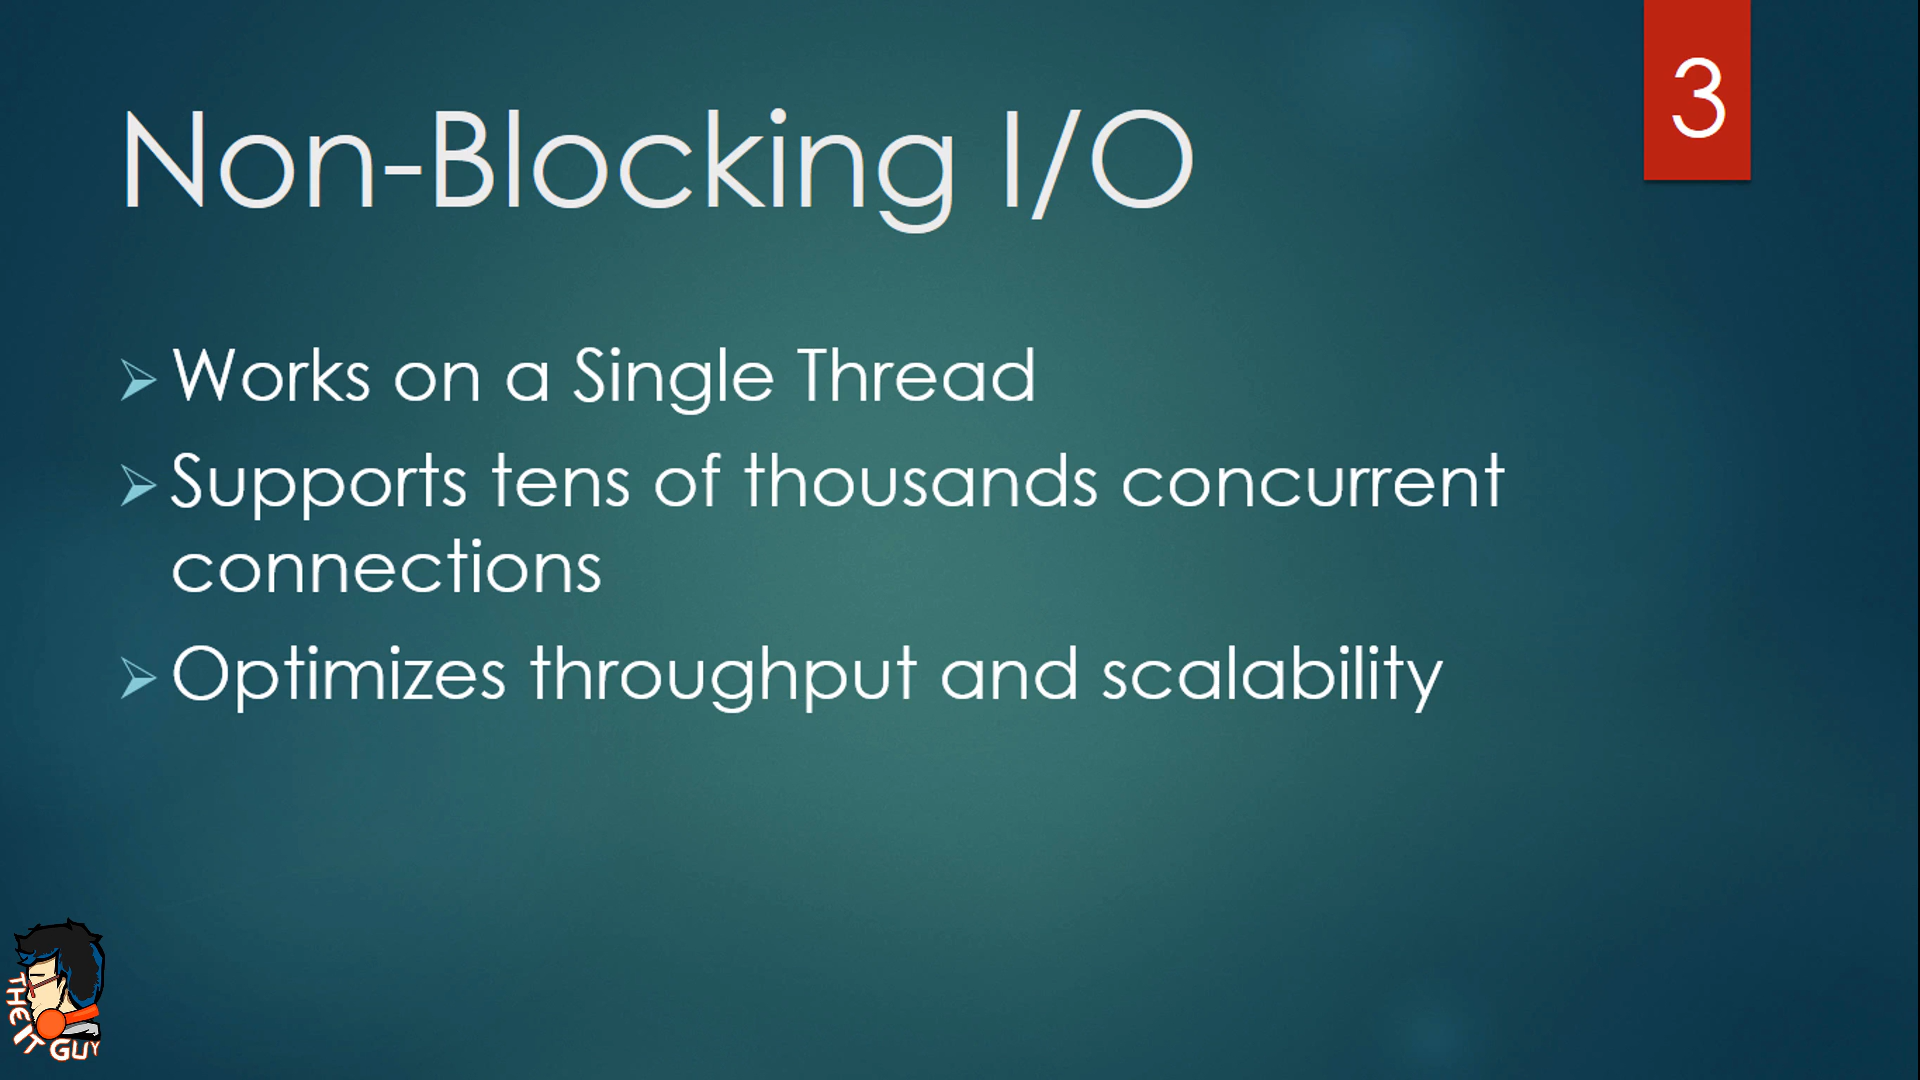 3
Non-Blocking I/O
Works on a Single Thread
Supports tens of thousands concurrent
connections
Optimizes throughput and scalability
THE IT GUY